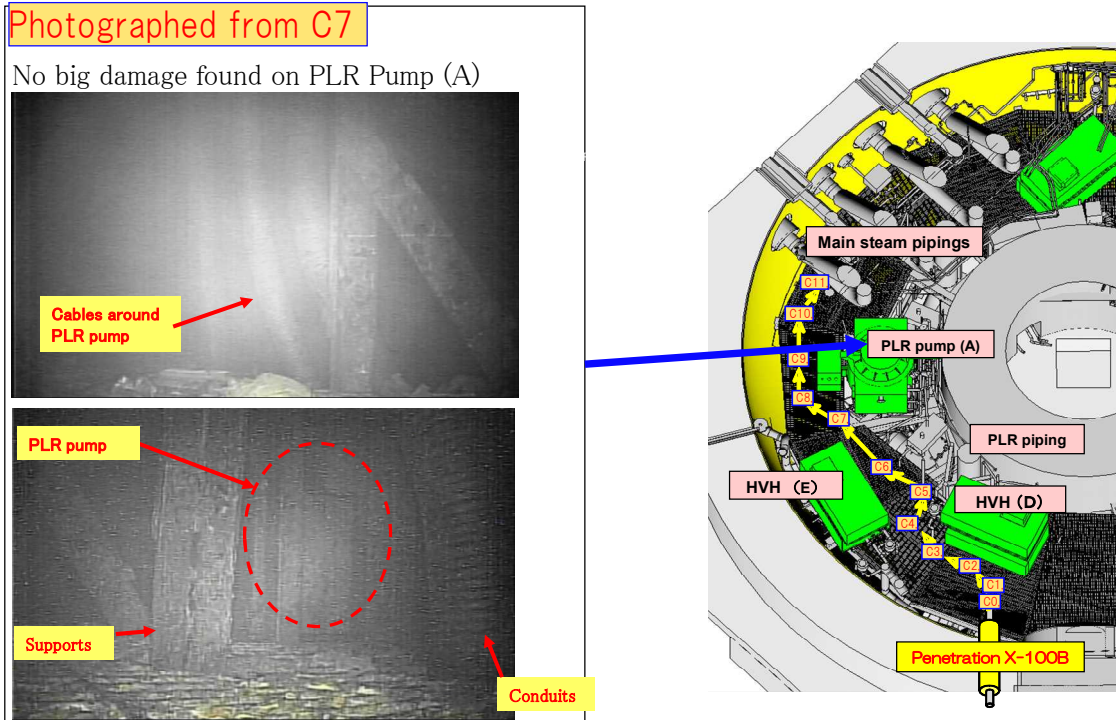 Photographed from C7
No big damage found on PLR Pump (A)
Cables around
PLR pump
PLR pump
Supports
Conduits
Main steam pipings
C11
C10
PLR pump (A)
C9
C8
C7
PLR piping
C6
HVH (E)
C5
HVH (D)
C4
C3
C2
C1
C0
Penetration X-100B